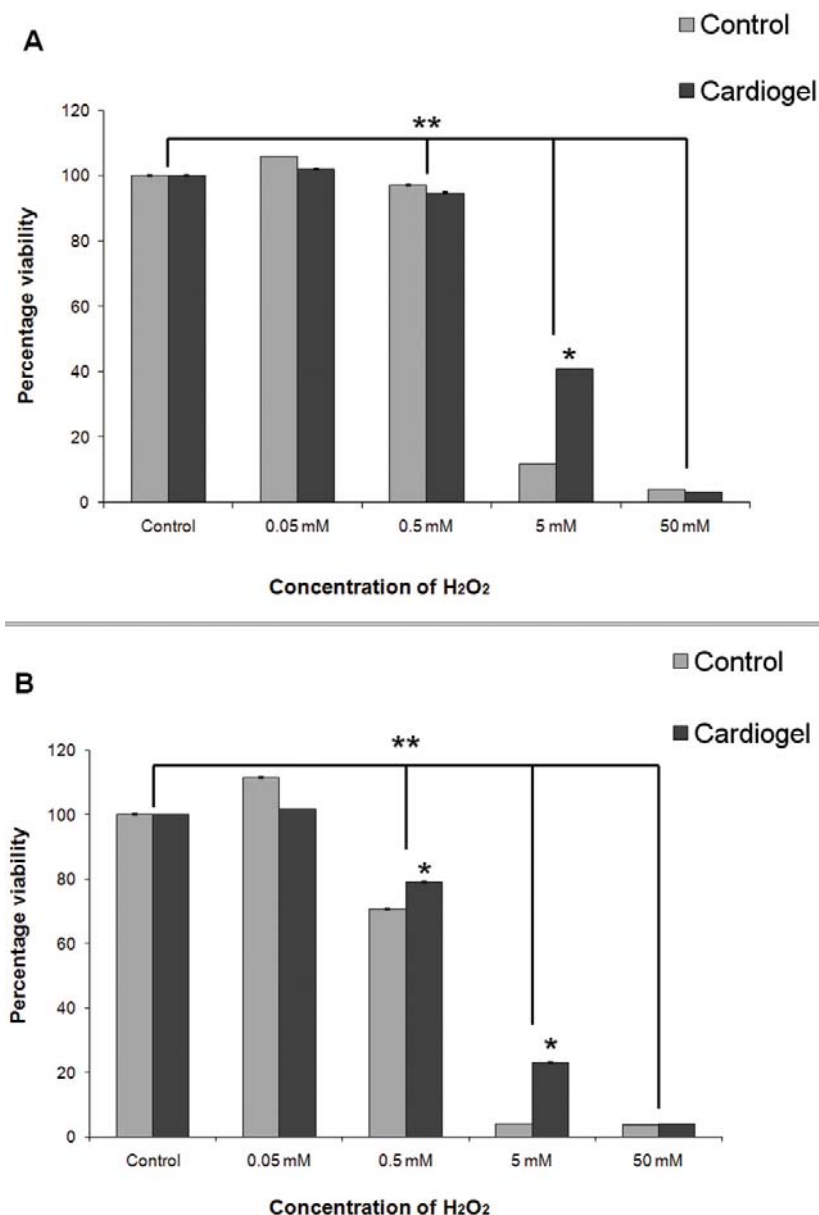 A
Control
Cardiogel
Percentage viability
120
100
80
60
40
20
0
**
*
Control 0.05 mM 0.5 mM 5 mM 50 mM
Concentration of H₂O₂
B
Control
Cardiogel
Percentage viability
120
100
80
60
40
20
0
**
*
*
Control 0.05 mM 0.5 mM 5 mM 50 mM
Concentration of H₂O₂